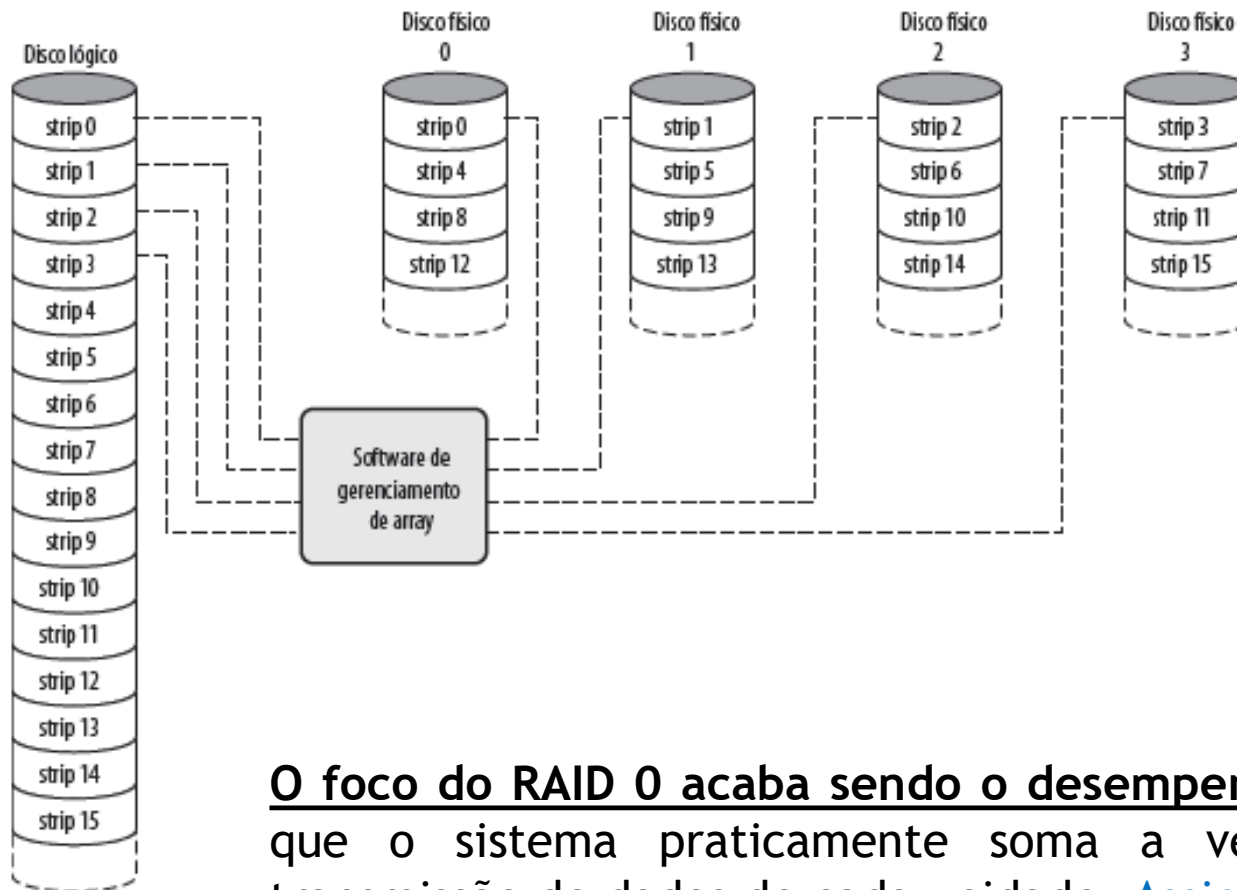 Disco lógico
strip 0
strip 1
strip 2
strip 3
strip 4
strip 5
strip 6
strip 7
strip 8
strip 9
strip 10
strip 11
strip 12
strip 13
strip 14
strip 15
Disco físico
0
strip 0
strip 4
strip 8
strip 12
Disco físico
1
strip 1
strip 5
strip 9
strip 13
Disco físico
2
strip 2
strip 6
strip 10
strip 14
Disco físico
3
strip 3
strip 7
strip 11
strip 15
Software de
gerenciamento
de array
O foco do RAID 0 acaba sendo o
que o sistema praticamente soma a